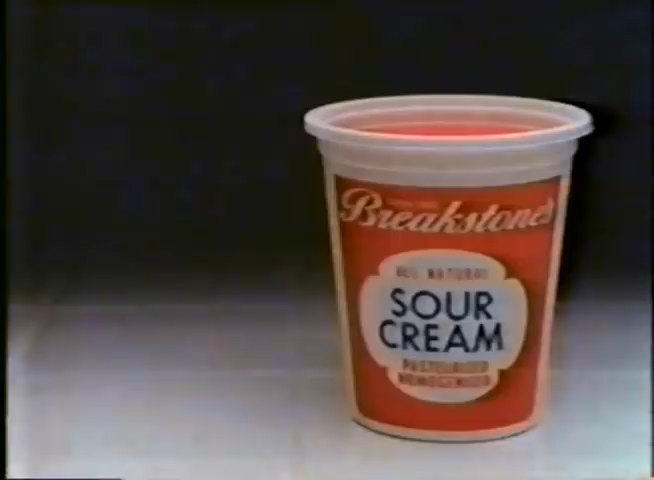 Breakstone's
ALL NATURAL
SOUR
CREAM
PASTEURIZED
HOMOGENIZED